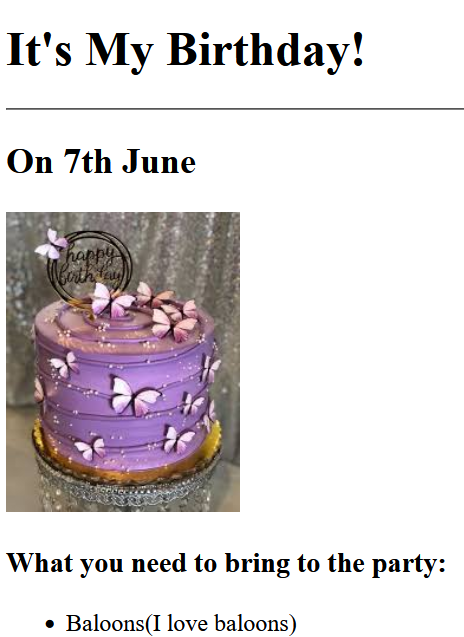 It's My Birthday!
On 7th June
happy
birthday
What you need to bring to the party:
Baloons(I love baloons)